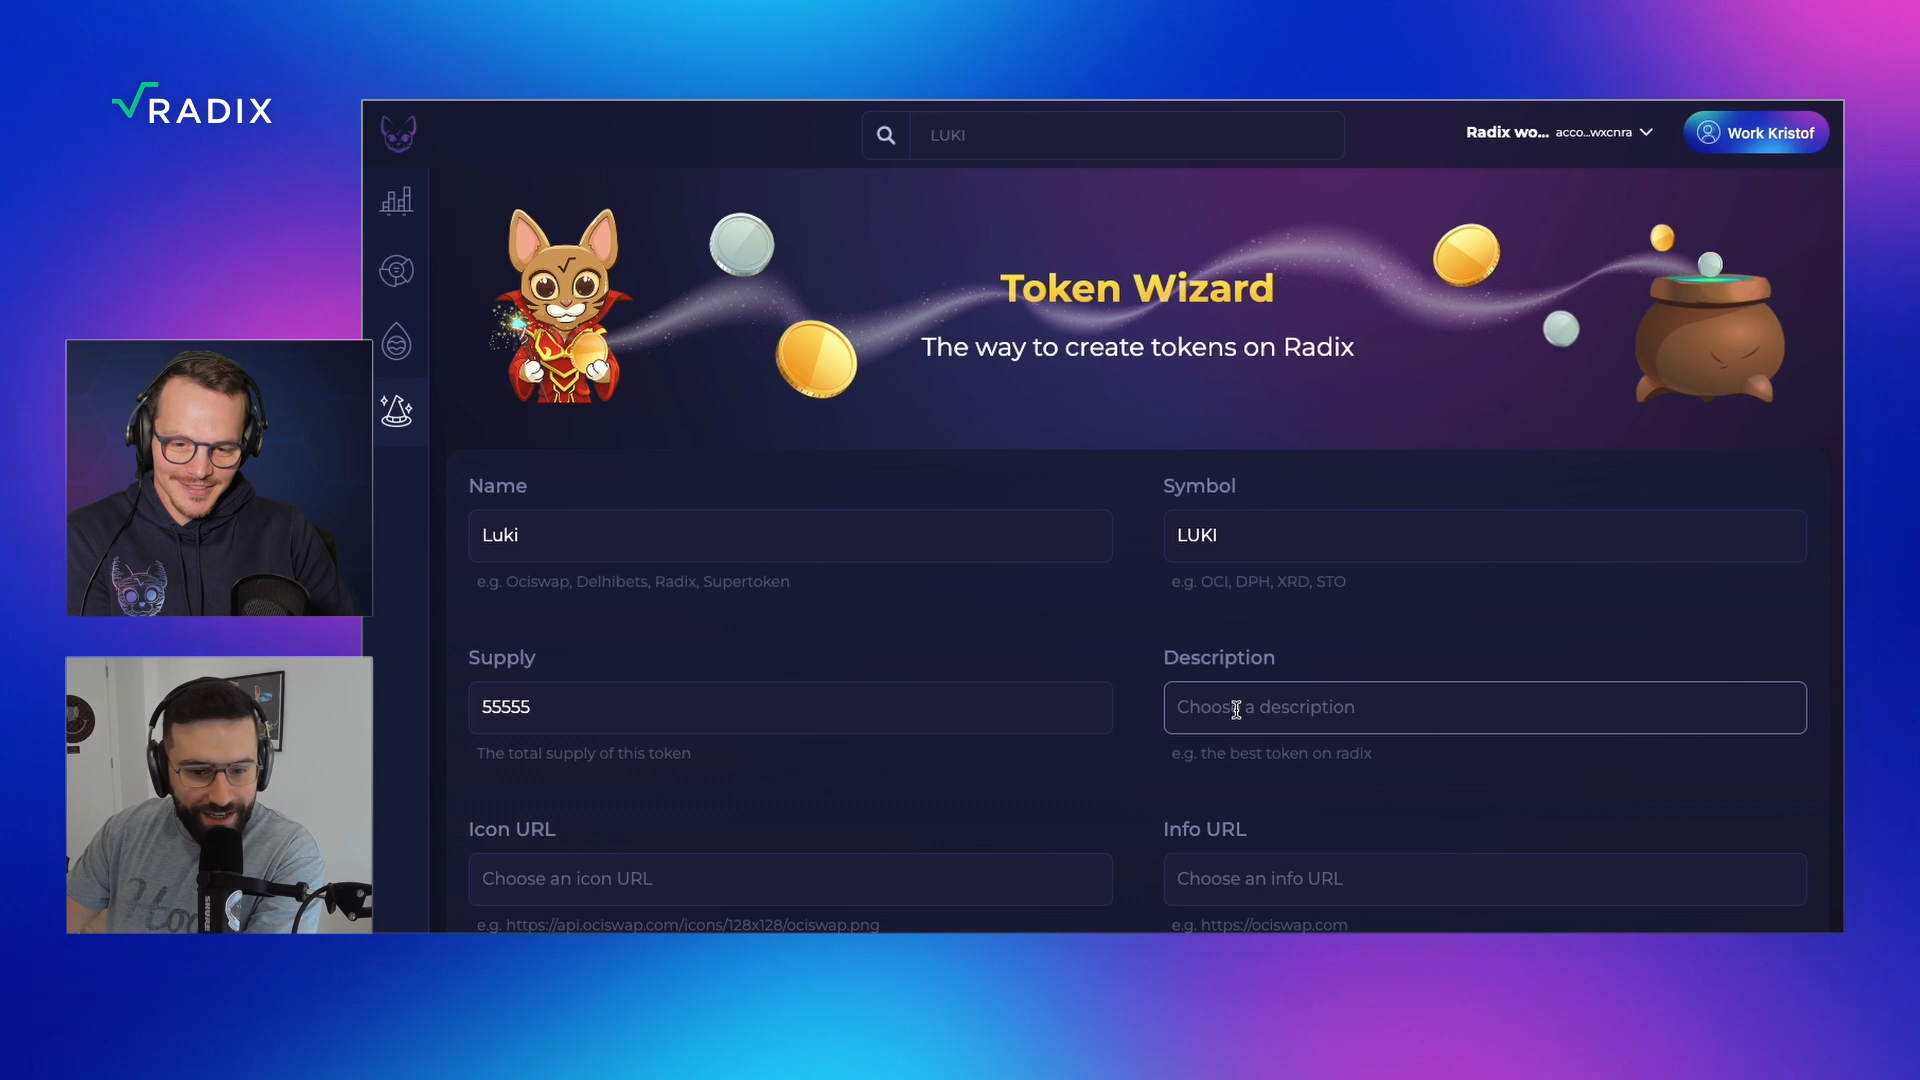 RADIX
LUKI
Radix wo... acco...wxcnra
Work Kristof
Token Wizard
The way to create tokens on Radix
Name
Symbol
Luki
LUKI
e.g. Ociswap, Delhibets, Radix, Supertoken
e.g. OCI, DPH, XRD, STO
Supply
Description
55555
Choose a description
The total supply of this token
e.g. the best token on radix
Icon URL
Info URL
Choose an icon URL
Choose an info URL
e.g. https://api.ociswap.com/icons/128x128/ociswap.png
e.g. https://ociswap.com
SHURE